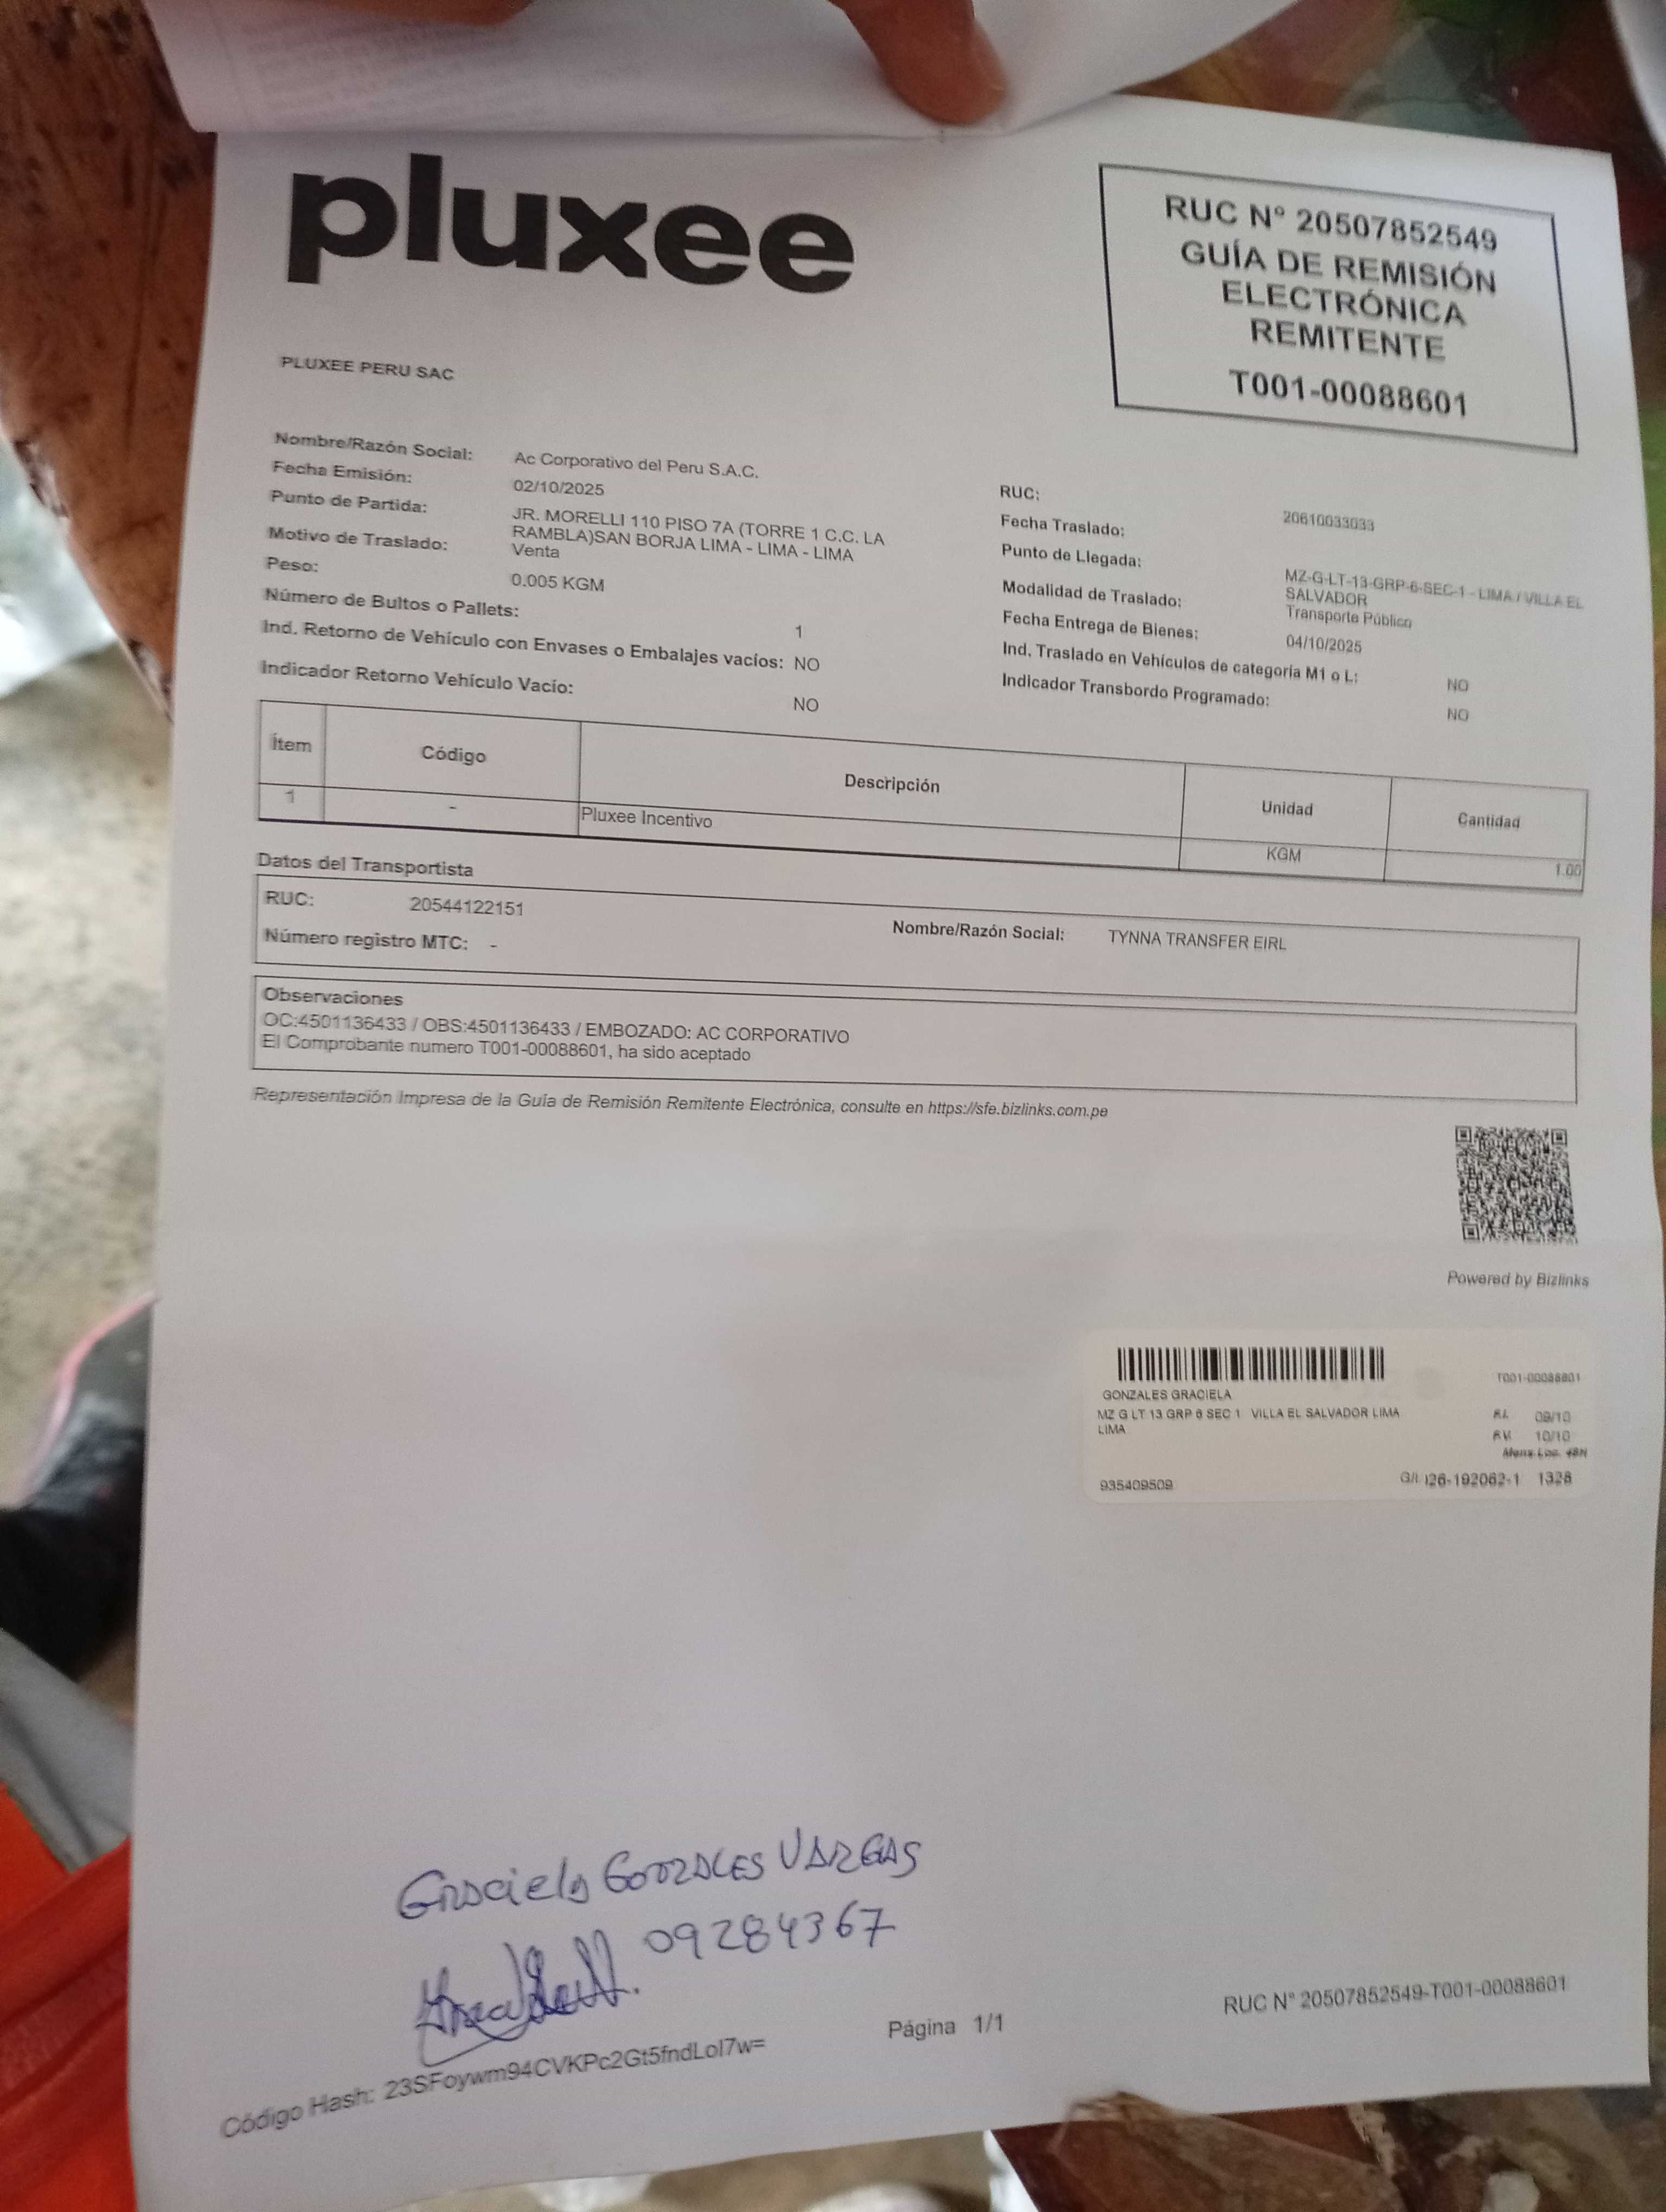 pluxee
RUC N° 20507852549
GUÍA DE REMISIÓN
ELECTRÓNICA
REMITENTE
T001-00088601
PLUXEE PERU SAC
Nombre/Razón Social: Ac Corporativo del Peru S.A.C.
Fecha Emisión: 02/10/2025
Punto de Partida: JR. MORELLI 110 PISO 7A (TORRE 1 C.C. LA
RAMBLA)SAN BORJA LIMA - LIMA - LIMA
Motivo de Traslado: Venta
Peso: 0.005 KGM
Número de Bultos o Pallets: 1
Ind. Retorno de Vehículo con Envases o Embalajes vacíos: NO
Indicador Retorno Vehículo Vacío: NO
RUC: 20610033033
Fecha Traslado:
Punto de Llegada: MZ-G-LT-13-GRP-6-SEC-1 - LIMA / VILLA EL
SALVADOR
Modalidad de Traslado: Transporte Público
Fecha Entrega de Bienes: 04/10/2025
Ind. Traslado en Vehículos de categoría M1 o L: NO
Indicador Transbordo Programado: NO
Ítem Código Descripción Unidad Cantidad
1 - Pluxee Incentivo KGM 1.00
Datos del Transportista
RUC: 20544122151 Nombre/Razón Social: TYNNA TRANSFER EIRL
Número registro MTC: -
Observaciones
OC:4501136433 / OBS:4501136433 / EMBOZADO: AC CORPORATIVO
El Comprobante numero T001-00088601, ha sido aceptado
Representación Impresa de la Guía de Remisión Remitente Electrónica, consulte en https://sfe.bizlinks.com.pe
Powered by Bizlinks
T001-00088601
GONZALES GRACIELA
MZ G LT 13 GRP 6 SEC 1 VILLA EL SALVADOR LIMA
LIMA
09/10
10/10
935409509 26-192062-1 1328
Graciela GONZALES VARGAS
09284367
Código Hash: 23SFoywm94CVKPc2Gt5fndLoI7w=
Página 1/1
RUC N° 20507852549-T001-00088601